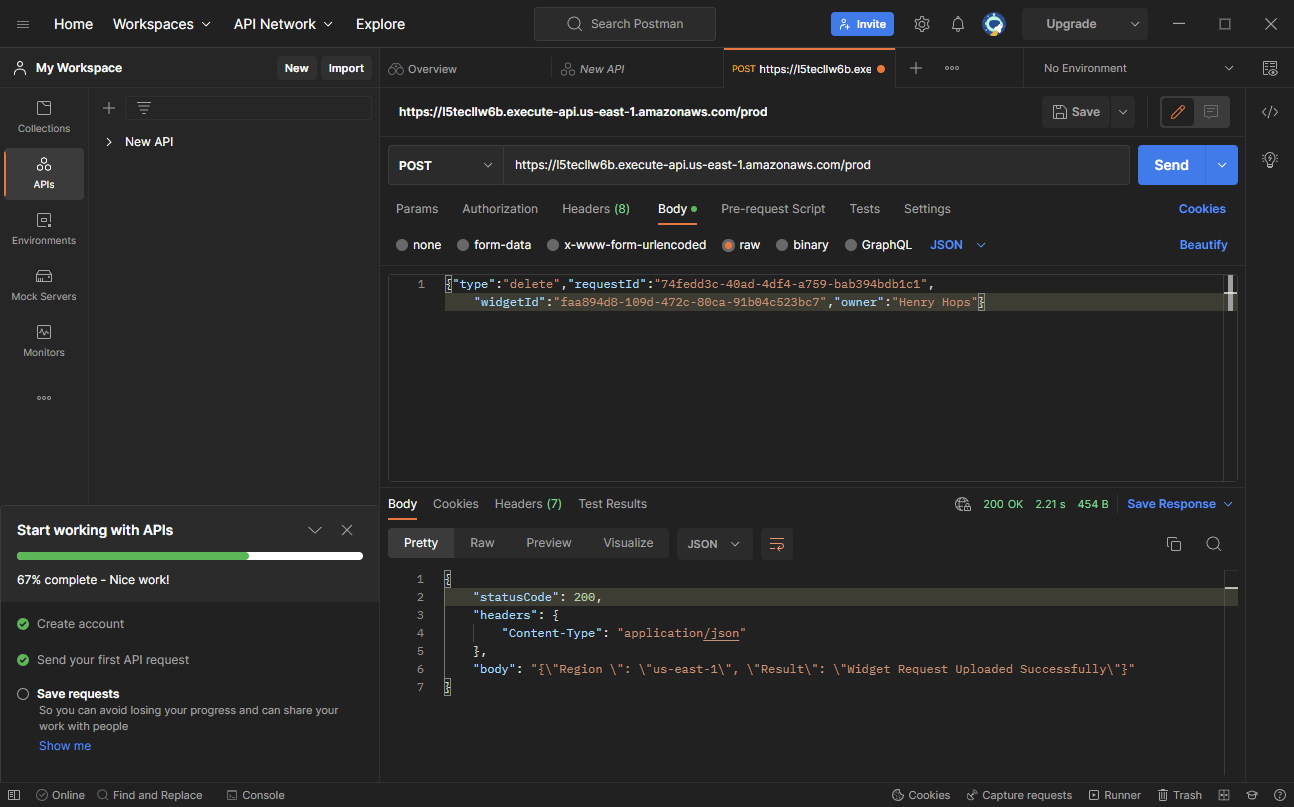 Home Workspaces API Network Explore Search Postman Invite Upgrade
My Workspace New Import Overview New API POST https://l5tecllw6b.exe No Environment
https://l5tecllw6b.execute-api.us-east-1.amazonaws.com/prod Save
Collections
New API
APIs
Environments
Mock Servers
Monitors
POST https://l5tecllw6b.execute-api.us-east-1.amazonaws.com/prod Send
Params Authorization Headers (8) Body Pre-request Script Tests Settings Cookies
none form-data x-www-form-urlencoded raw binary GraphQL JSON Beautify
1 {"type":"delete","requestId":"74fedd3c-40ad-4df4-a759-bab394bdb1c1",
"widgetId":"faa894d8-109d-472c-80ca-91b04c523bc7","owner":"Henry Hops"}
Body Cookies Headers (7) Test Results 200 OK 2.21 s 454 B Save Response
Pretty Raw Preview Visualize JSON
1 {
2 "statusCode": 200,
3 "headers": {
4 "Content-Type": "application/json"
5 },
6 "body": "{\"Region \": \"us-east-1\", \"Result\": \"Widget Request Uploaded Successfully\"}"
7 }
Start working with APIs
67% complete - Nice work!
Create account
Send your first API request
Save requests
So you can avoid losing your progress and can share your
work with people
Show me
Online Find and Replace Console Cookies Capture requests Runner Trash